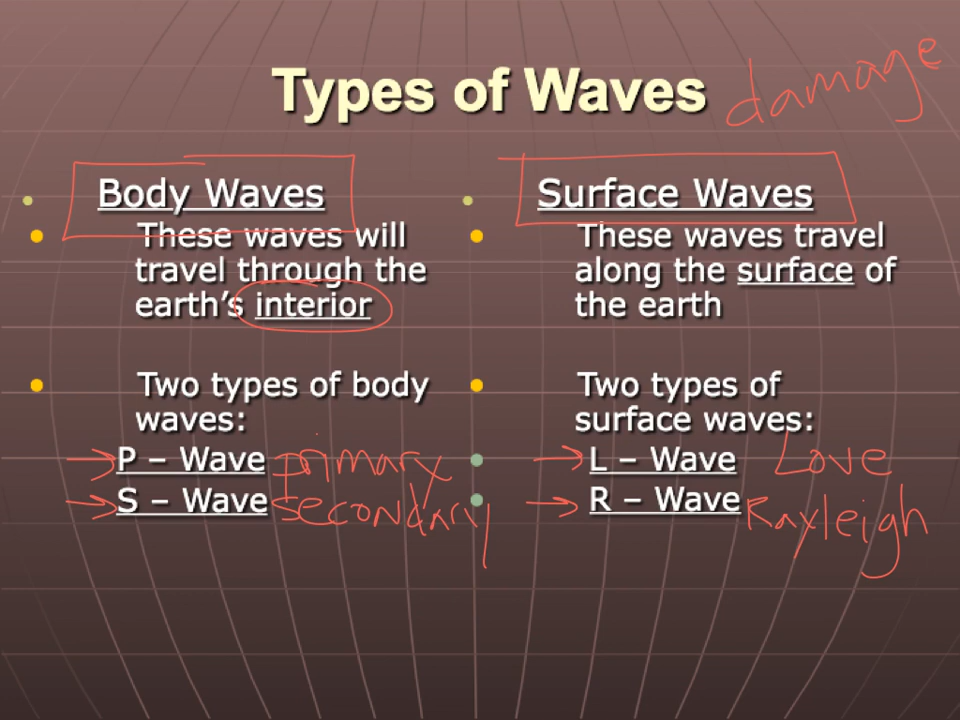 Types of Waves damage
Body Waves
These waves will
travel through the
earth's interior
Two types of body
waves:
P – Wave primary
S – Wave secondary
Surface Waves
These waves travel
along the surface of
the earth
Two types of
surface waves:
L – Wave Love
R – Wave Rayleigh